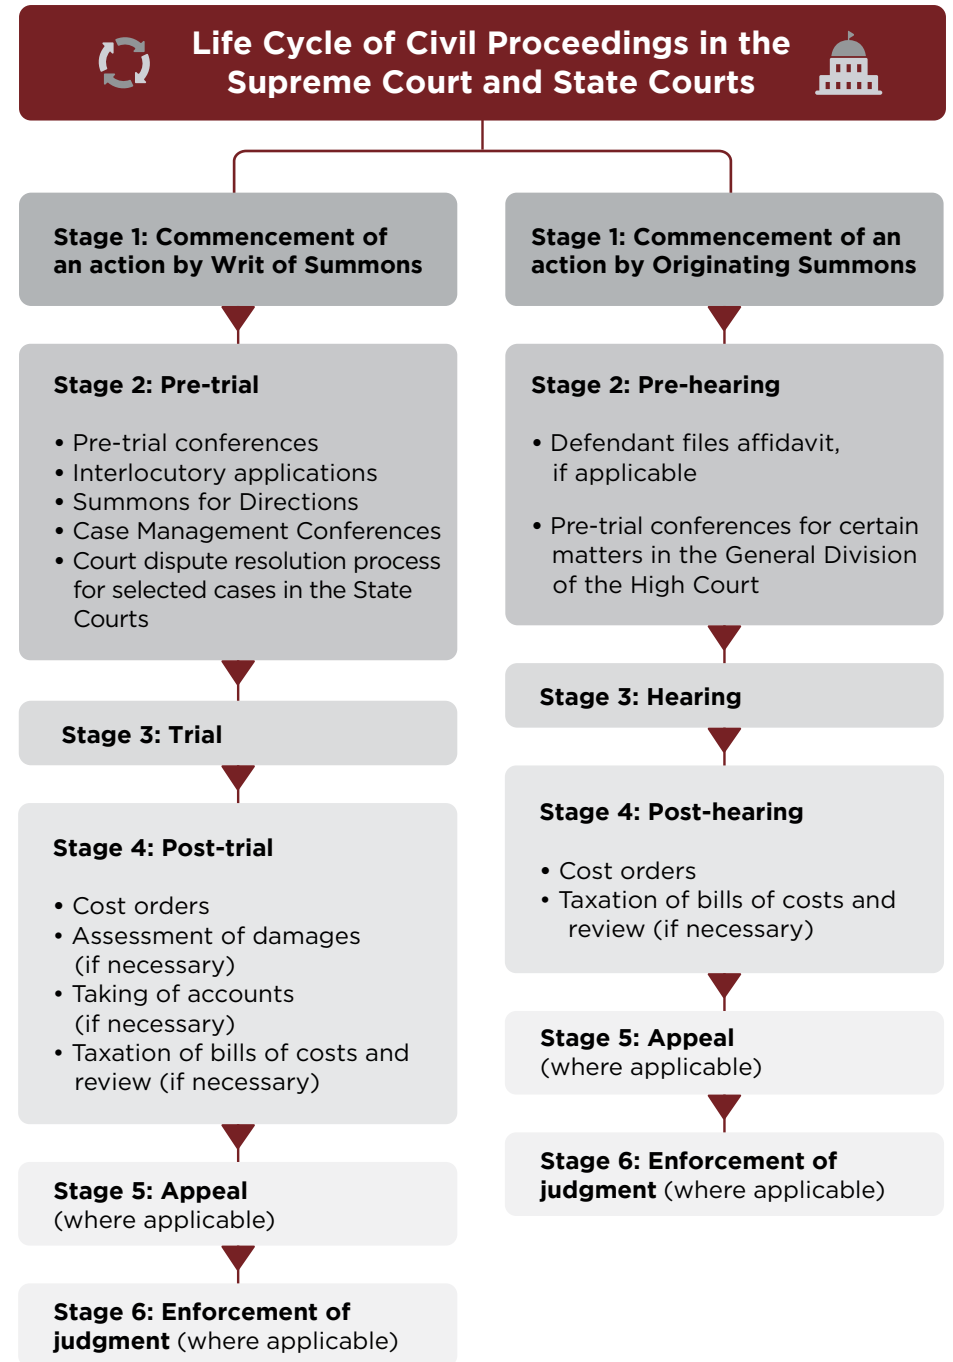 Life Cycle of Civil Proceedings in the
Supreme Court and State Courts
Stage 1: Commencement of
an action by Writ of Summons
Stage 2: Pre-trial
• Pre-trial conferences
• Interlocutory applications
• Summons for Directions
• Case Management Conferences
• Court dispute resolution process
for selected cases in the State
Courts
Stage 3: Trial
Stage 4: Post-trial
• Cost orders
• Assessment of damages
(if necessary)
• Taking of accounts
(if necessary)
• Taxation of bills of costs and
review (if necessary)
Stage 5: Appeal
(where applicable)
Stage 6: Enforcement of
judgment (where applicable)
Stage 1: Commencement of an
action by Originating Summons
Stage 2: Pre-hearing
• Defendant files affidavit,
if applicable
• Pre-trial conferences for certain
matters in the General Division
of the High Court
Stage 3: Hearing
Stage 4: Post-hearing
• Cost orders
• Taxation of bills of costs and
review (if necessary)
Stage 5: Appeal
(where applicable)
Stage 6: Enforcement of
judgment (where applicable)